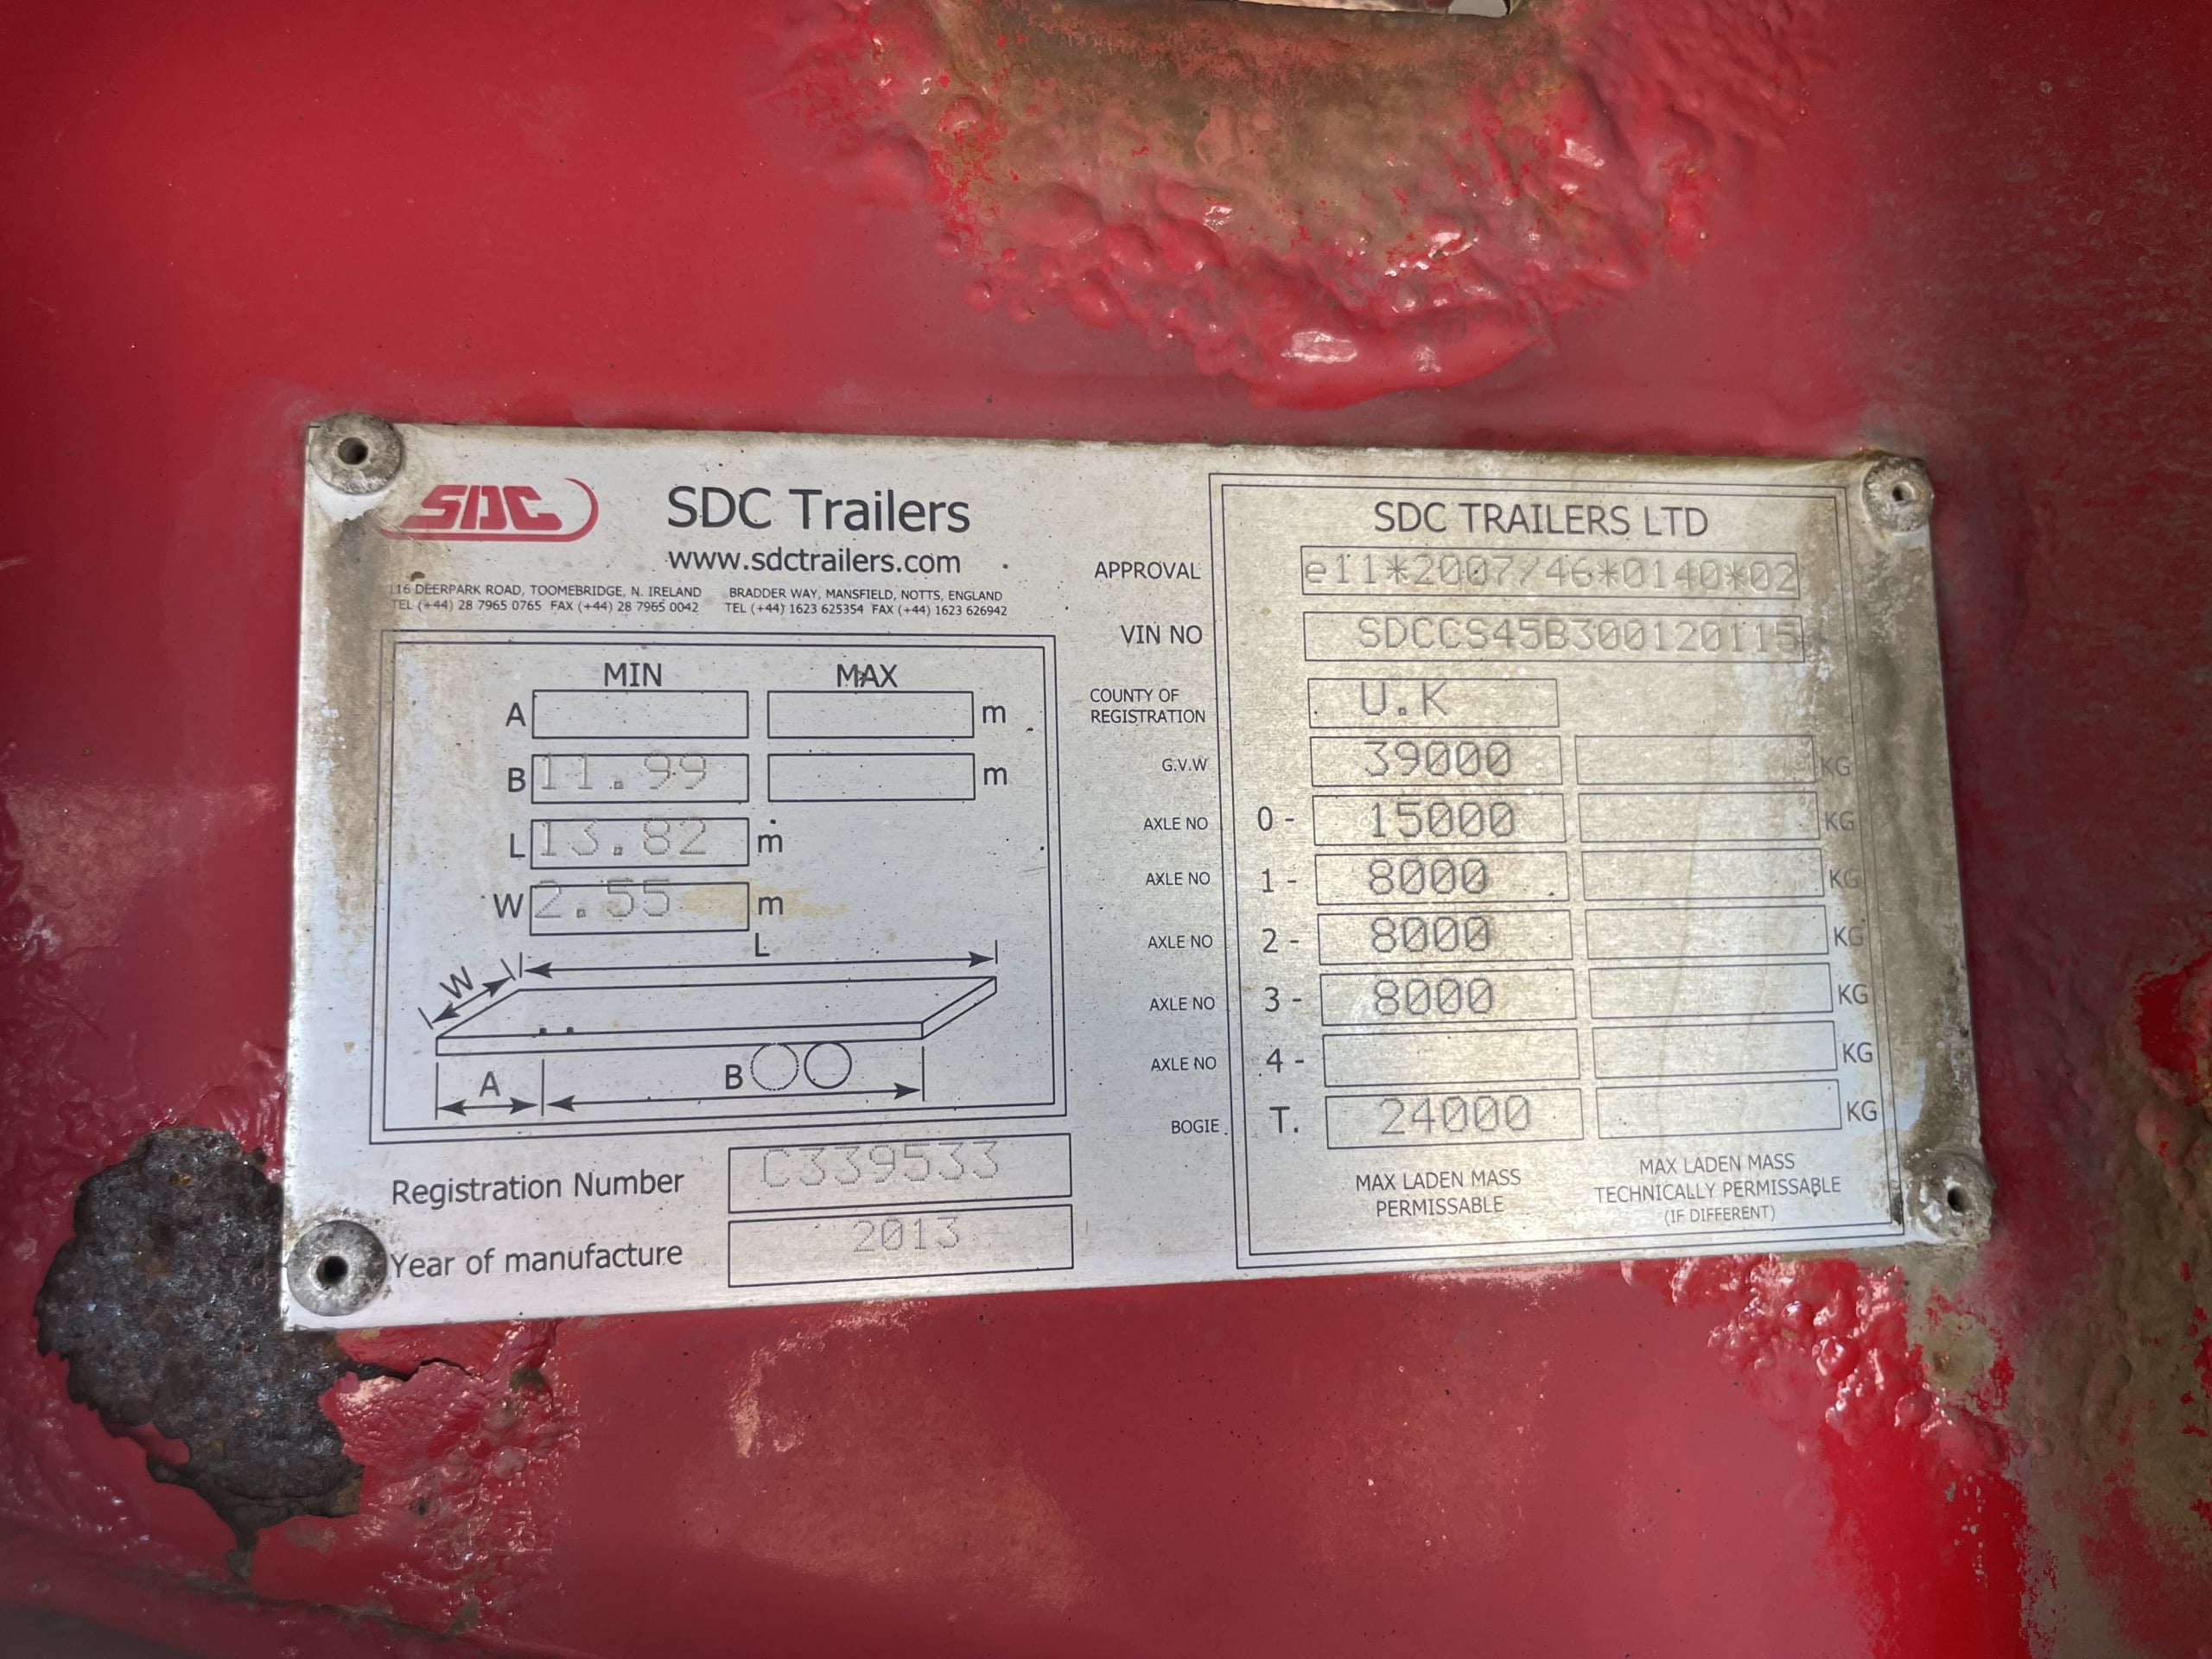 SDC
SDC Trailers
www.sdctrailers.com
116 DEERPARK ROAD, TOOMEBRIDGE, N. IRELAND
TEL (+44) 28 7965 0765 FAX (+44) 28 7965 0042
BRADDER WAY, MANSFIELD, NOTTS, ENGLAND
TEL (+44) 1623 625354 FAX (+44) 1623 626942
MIN MAX
A m
B 11.99 m
L 13.82 m
W 2.55 m
L
W
A B
Registration Number C339533
Year of manufacture 2013
SDC TRAILERS LTD
APPROVAL e11*2007/46*0140*02
VIN NO SDCCS45B300120115
COUNTY OF
REGISTRATION U.K
G.V.W 39000 KG
AXLE NO 0 - 15000 KG
AXLE NO 1 - 8000 KG
AXLE NO 2 - 8000 KG
AXLE NO 3 - 8000 KG
AXLE NO 4 - KG
BOGIE. T. 24000 KG
MAX LADEN MASS
PERMISSABLE
MAX LADEN MASS
TECHNICALLY PERMISSABLE
(IF DIFFERENT)